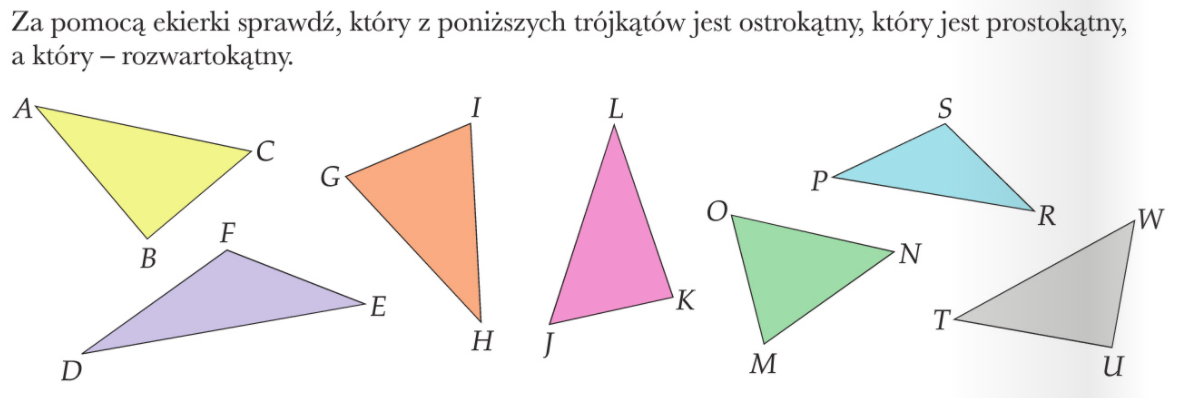 Za pomocą ekierki sprawdź, który z poniższych trójkątów jest ostrokątny, który jest prostokątny,
a który – rozwartokątny.
A
C
B
I
G
H
L
K
J
S
P
R
F
E
D
O
N
M
W
T
U